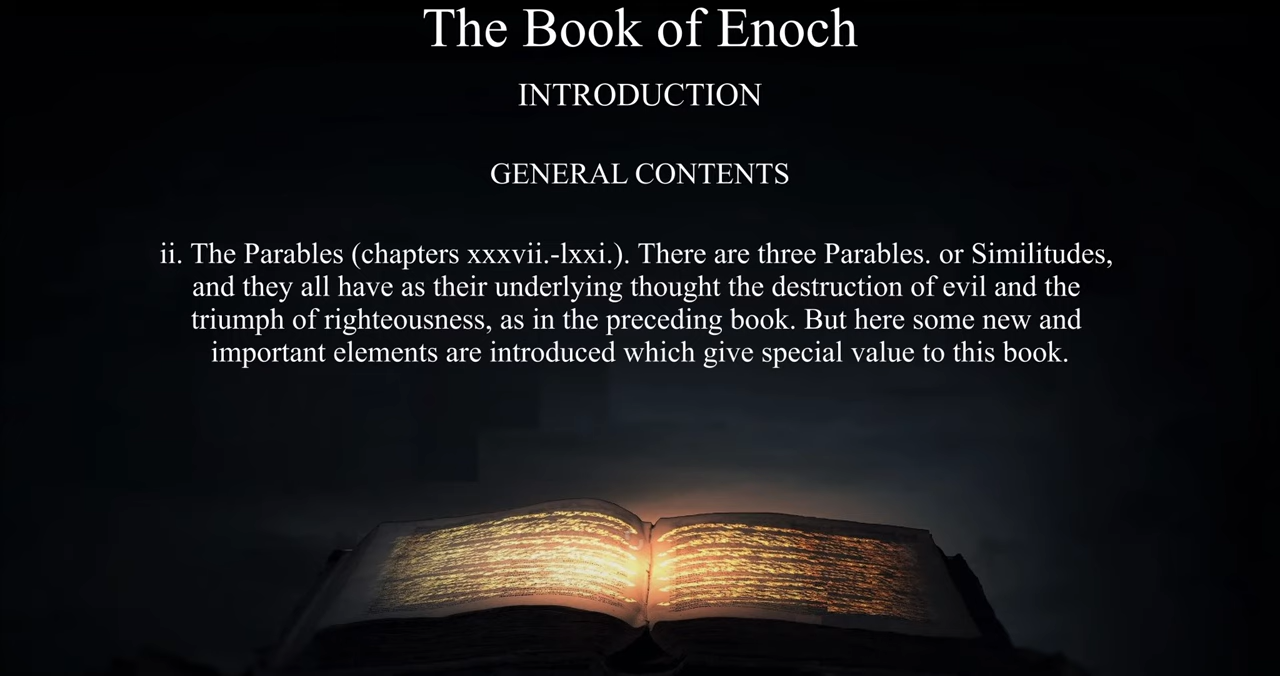 The Book of Enoch
INTRODUCTION
GENERAL CONTENTS
ii. The Parables (chapters xxxvii.-lxxi.). There are three Parables. or Similitudes,
and they all have as their underlying thought the destruction of evil and the
triumph of righteousness, as in the preceding book. But here some new and
important elements are introduced which give special value to this book.